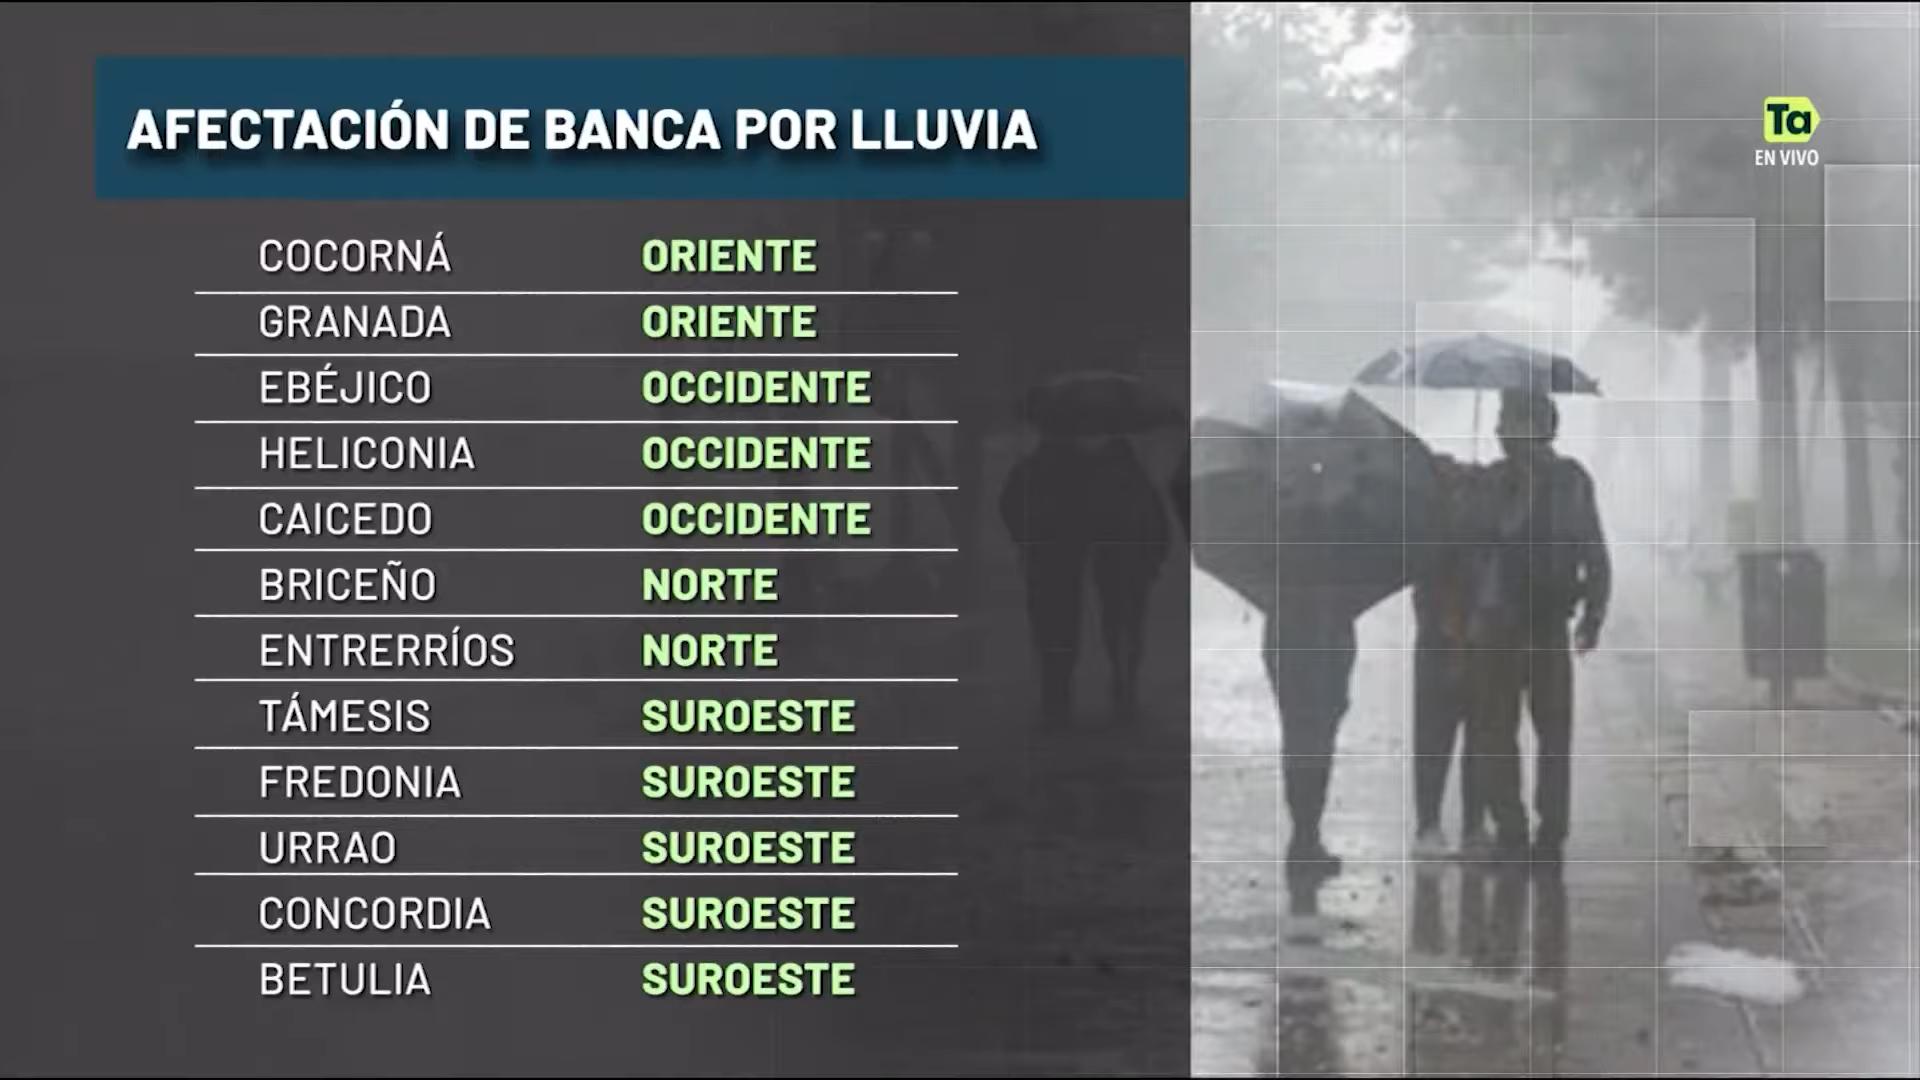 AFECTACIÓN DE BANCA POR LLUVIA
Ta
EN VIVO
COCORNÁ ORIENTE
GRANADA ORIENTE
EBÉJICO OCCIDENTE
HELICONIA OCCIDENTE
CAICEDO OCCIDENTE
BRICEÑO NORTE
ENTRERRÍOS NORTE
TÁMESIS SUROESTE
FREDONIA SUROESTE
URRAO SUROESTE
CONCORDIA SUROESTE
BETULIA SUROESTE